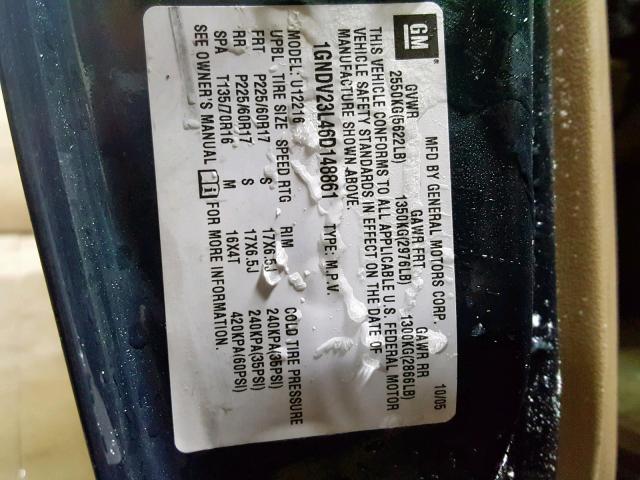 GM
MFD BY GENERAL MOTORS CORP. 10/05
GVWR GAWR FRT GAWR RR
2550KG(5622LB) 1350KG(2976LB) 1300KG(2866LB)
THIS VEHICLE CONFORMS TO ALL APPLICABLE U.S. FEDERAL MOTOR
VEHICLE SAFETY STANDARDS IN EFFECT ON THE DATE OF
MANUFACTURE SHOWN ABOVE.
1GNDV23L46D148861 TYPE: M.P.V.
MODEL: U12216
UPBL TIRE SIZE SPEED RTG RIM COLD TIRE PRESSURE
FRT P225/60R17 S 17X6.5J 240KPA(35PSI)
RR P225/60R17 S 17X6.5J 240KPA(35PSI)
SPA T135/70R16 M 16X4T 420KPA(60PSI)
SEE OWNER'S MANUAL FOR MORE INFORMATION.